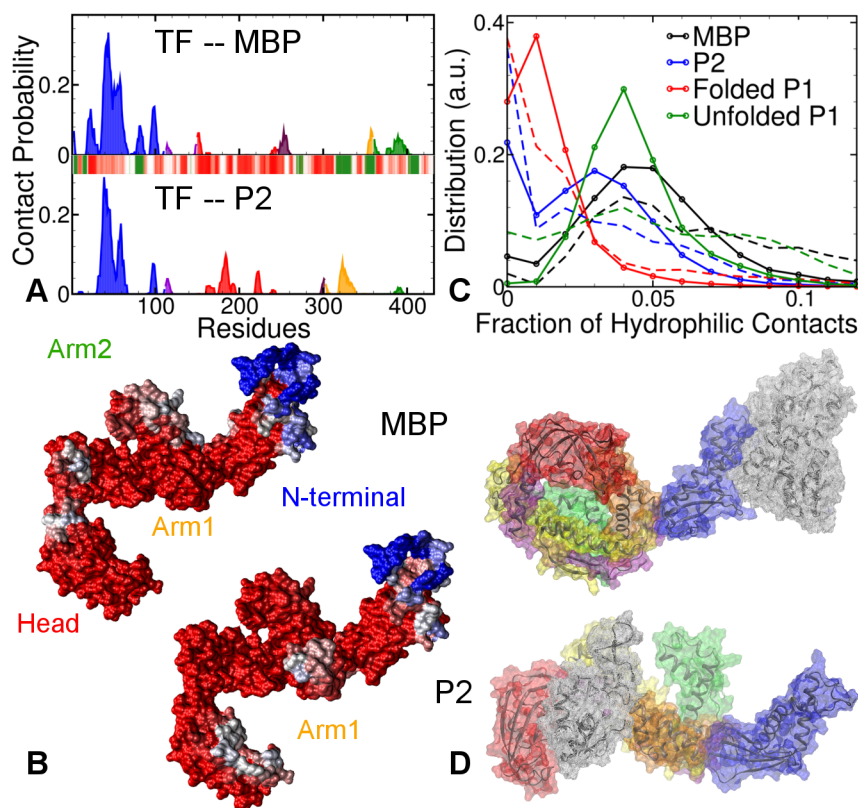 TF -- MBP
0.2
0
Contact Probability
TF -- P2
0.2
0
100 200 300 400
Residues
A
0.4
0.2
0
Distribution (a.u.)
MBP
P2
Folded P1
Unfolded P1
0 0.05 0.1
Fraction of Hydrophilic Contacts
C
Arm2
MBP
N-terminal
Arm1
Head
P2
Arm1
B
D